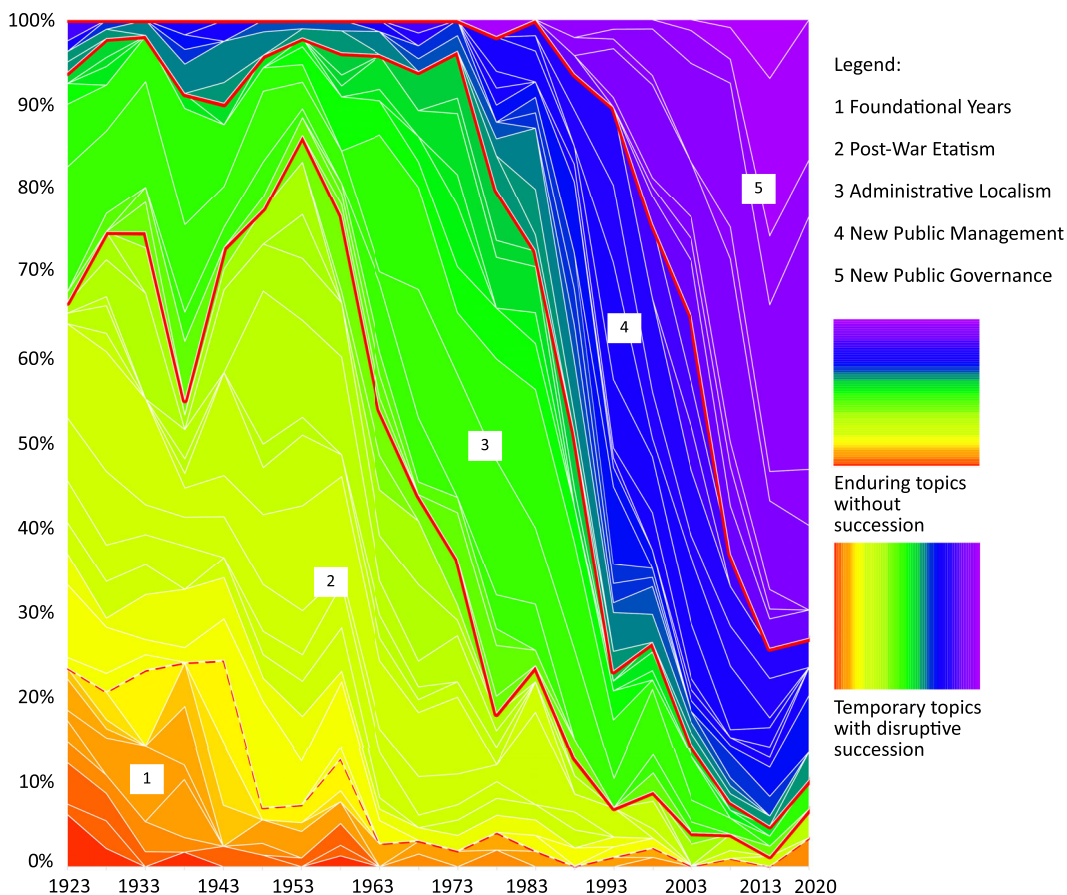 100%
90%
80%
70%
60%
50%
40%
30%
20%
10%
0%
1923 1933 1943 1953 1963 1973 1983 1993 2003 2013 2020
1
2
3
4
5
Legend:
1 Foundational Years
2 Post-War Etatism
3 Administrative Localism
4 New Public Management
5 New Public Governance
Enduring topics
without
succession
Temporary topics
with disruptive
succession